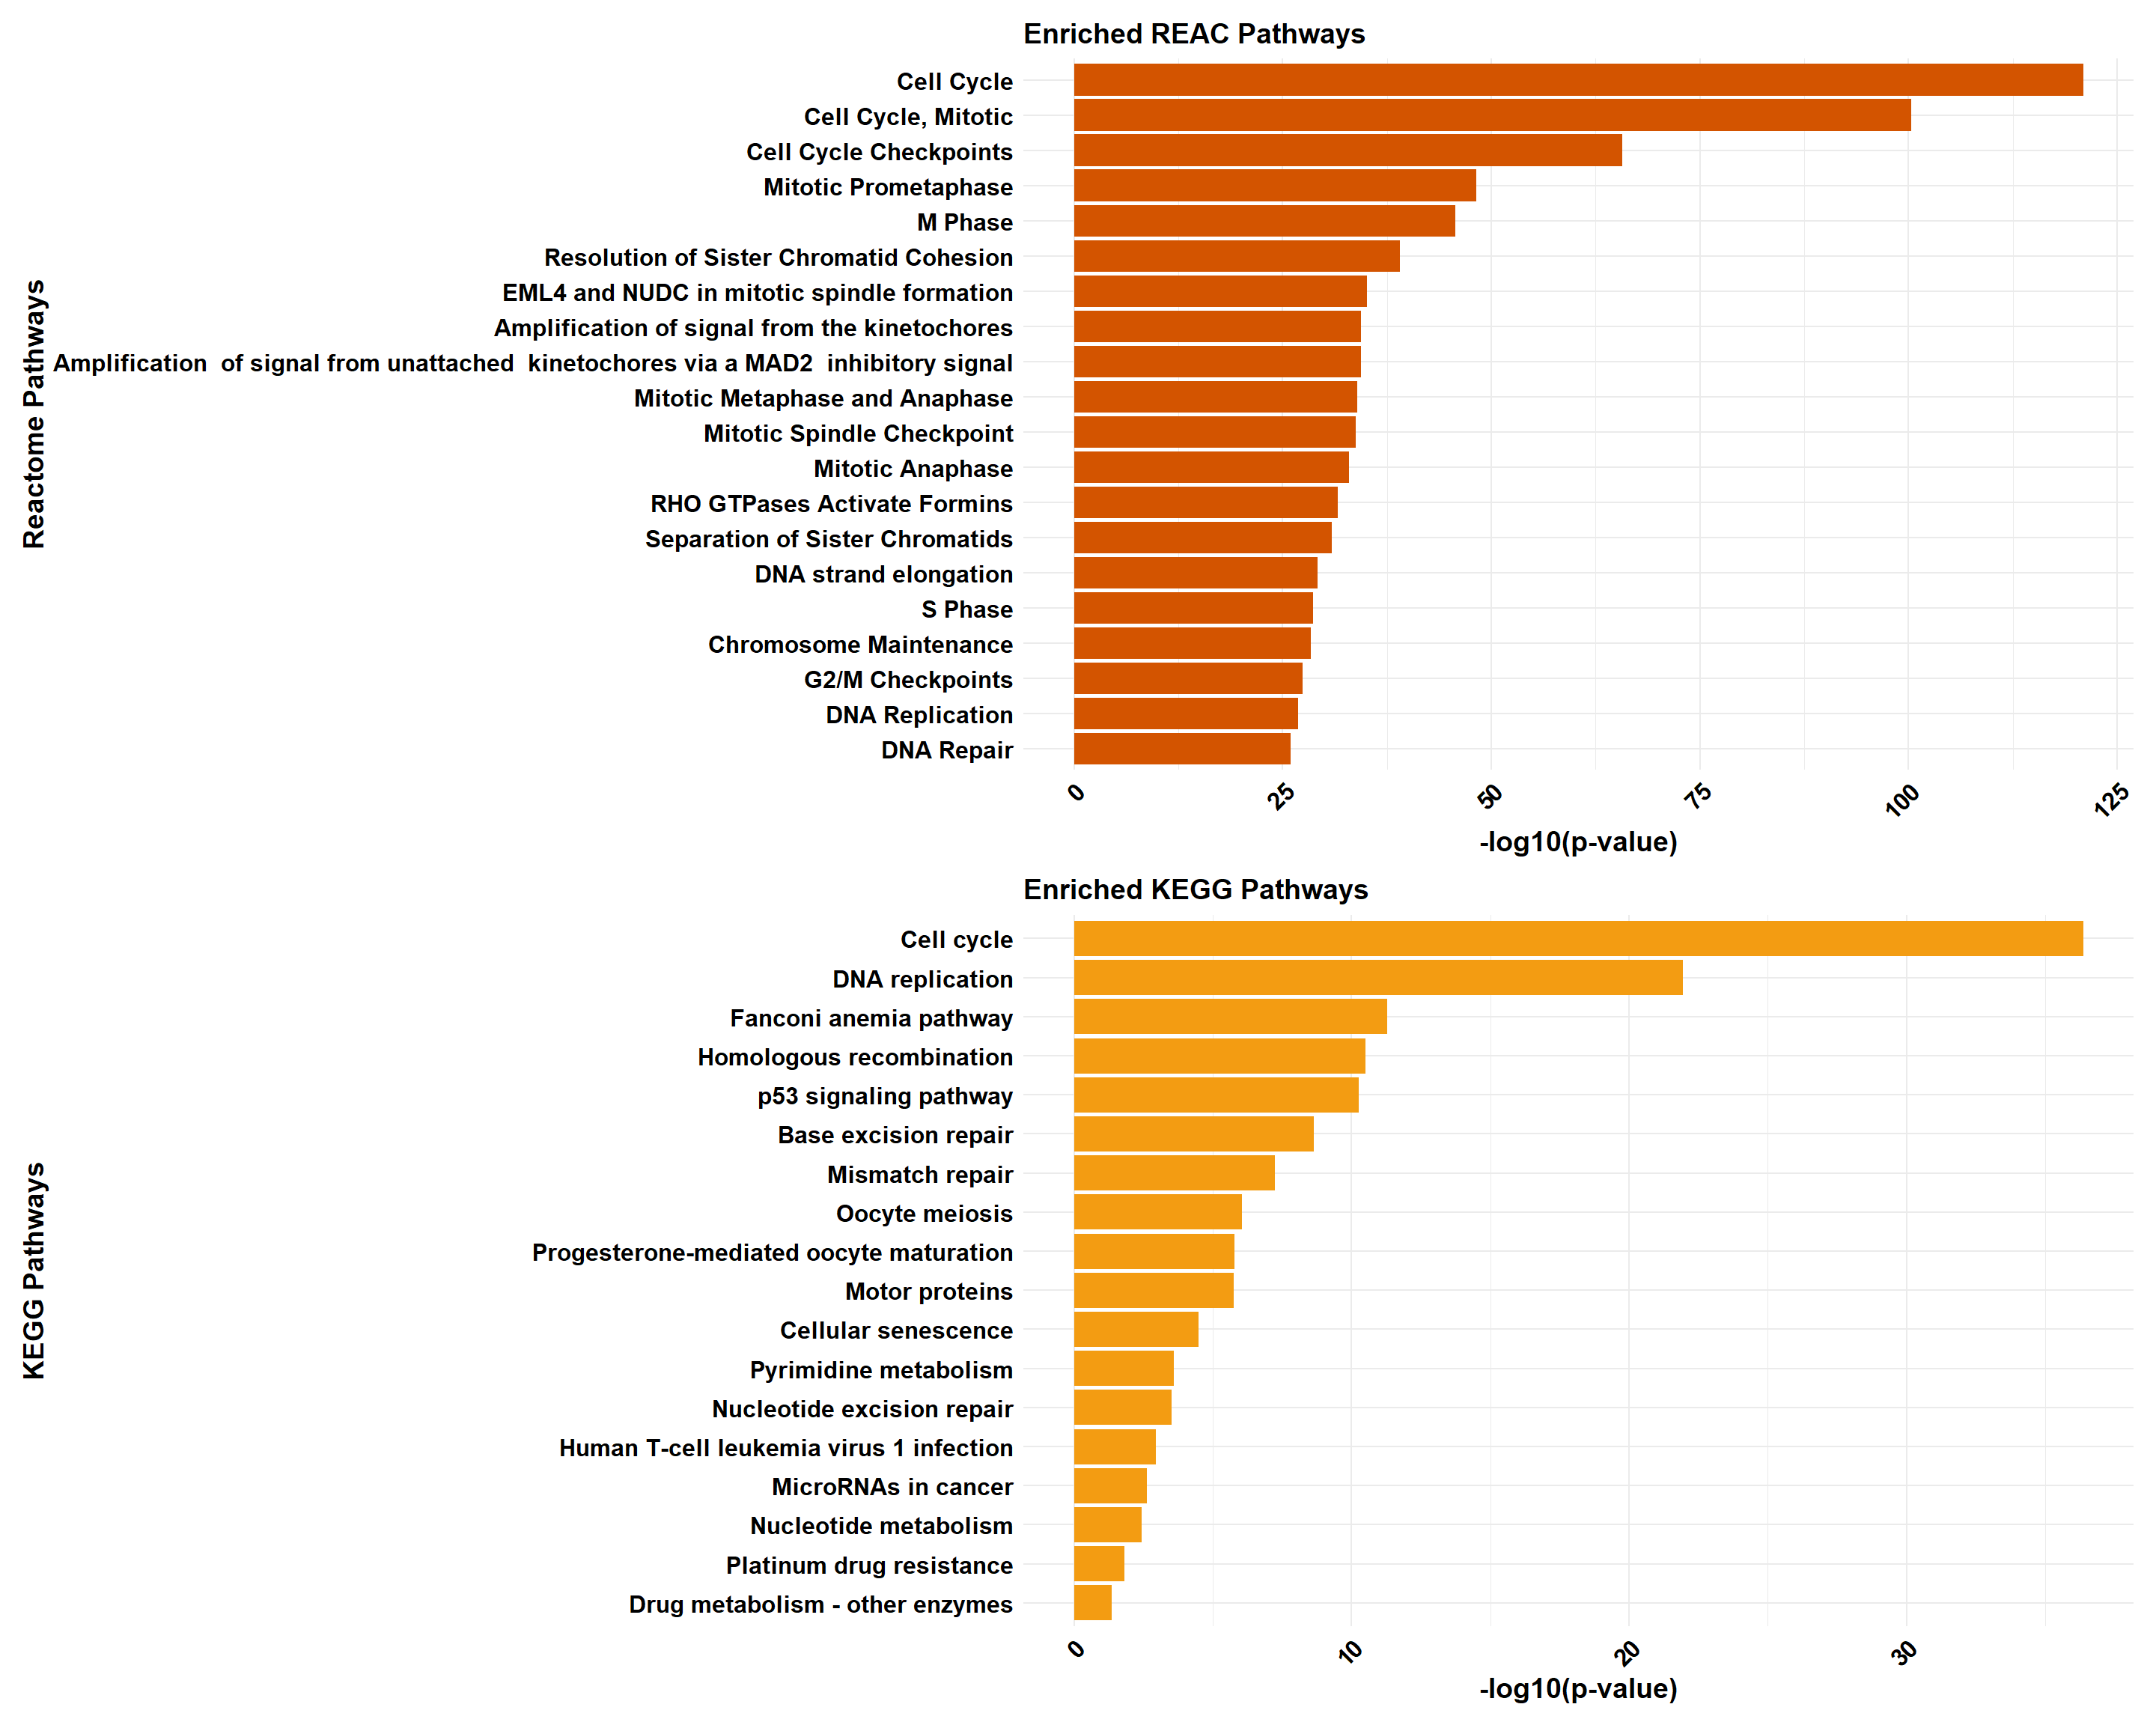 Enriched REAC Pathways
Reactome Pathways
Cell Cycle
Cell Cycle, Mitotic
Cell Cycle Checkpoints
Mitotic Prometaphase
M Phase
Resolution of Sister Chromatid Cohesion
EML4 and NUDC in mitotic spindle formation
Amplification of signal from the kinetochores
Amplification  of signal from unattached  kinetochores via a MAD2  inhibitory signal
Mitotic Metaphase and Anaphase
Mitotic Spindle Checkpoint
Mitotic Anaphase
RHO GTPases Activate Formins
Separation of Sister Chromatids
DNA strand elongation
S Phase
Chromosome Maintenance
G2/M Checkpoints
DNA Replication
DNA Repair
0 25 50 75 100 125
-log10(p-value)
Enriched KEGG Pathways
KEGG Pathways
Cell cycle
DNA replication
Fanconi anemia pathway
Homologous recombination
p53 signaling pathway
Base excision repair
Mismatch repair
Oocyte meiosis
Progesterone-mediated oocyte maturation
Motor proteins
Cellular senescence
Pyrimidine metabolism
Nucleotide excision repair
Human T-cell leukemia virus 1 infection
MicroRNAs in cancer
Nucleotide metabolism
Platinum drug resistance
Drug metabolism - other enzymes
0 10 20 30
-log10(p-value)